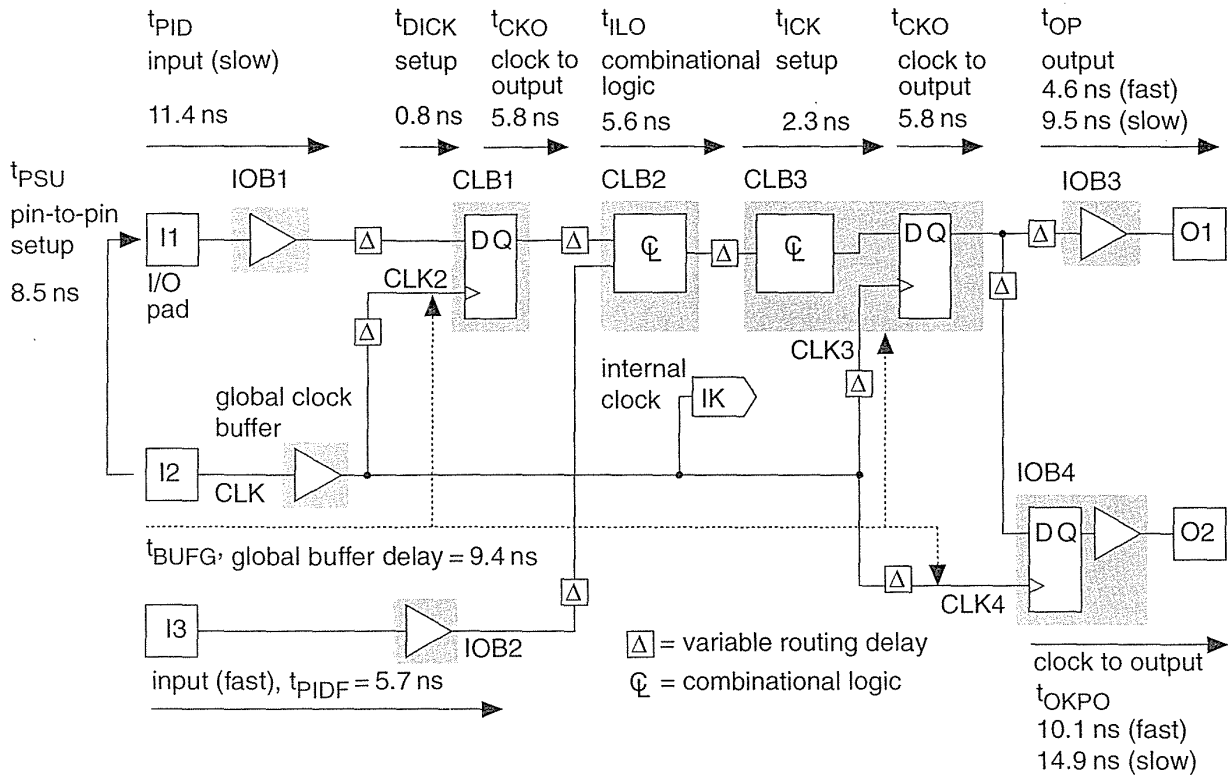 tPID
input (slow)
11.4 ns
tDICK
setup
0.8 ns
tCKO
clock to
output
5.8 ns
tILO
combinational
logic
5.6 ns
tICK
setup
2.3 ns
tCKO
clock to
output
5.8 ns
tOP
output
4.6 ns (fast)
9.5 ns (slow)
tPSU
pin-to-pin
setup
8.5 ns
IOB1
CLB1
CLB2
CLB3
IOB3
I1
I/O
pad
Δ
D Q
Δ
CL
Δ
CL
D Q
Δ
O1
CLK2
Δ
Δ
CLK3
Δ
global clock
buffer
internal
clock
IK
I2
CLK
IOB4
D Q
O2
tBUFG, global buffer delay = 9.4 ns
Δ
Δ
CLK4
I3
IOB2
input (fast), tPIDF = 5.7 ns
Δ = variable routing delay
CL = combinational logic
clock to output
tOKPO
10.1 ns (fast)
14.9 ns (slow)